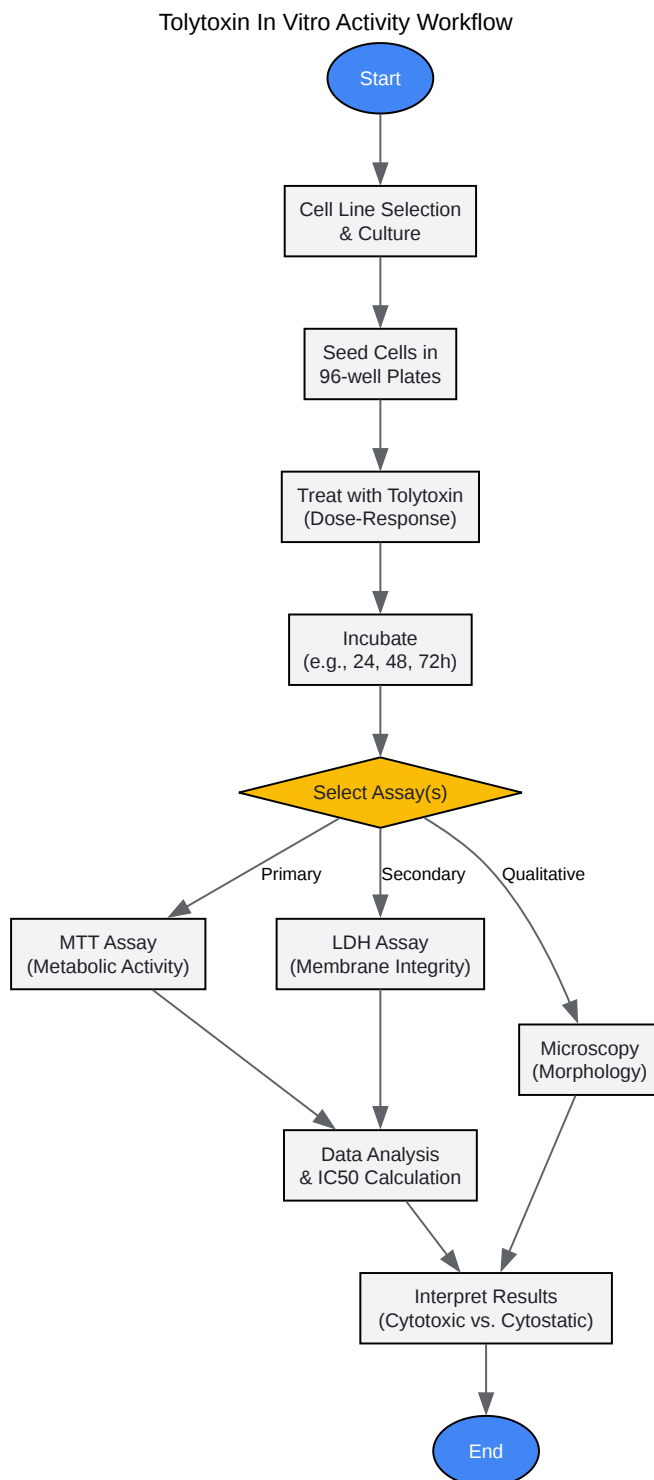 Tolytoxin In Vitro Activity Workflow
Start
Cell Line Selection
& Culture
Seed Cells in
96-well Plates
Treat with Tolytoxin
(Dose-Response)
Incubate
(e.g., 24, 48, 72h)
Select Assay(s)
Primary
Secondary
Qualitative
MTT Assay
(Metabolic Activity)
LDH Assay
(Membrane Integrity)
Microscopy
(Morphology)
Data Analysis
& IC50 Calculation
Interpret Results
(Cytotoxic vs. Cytostatic)
End